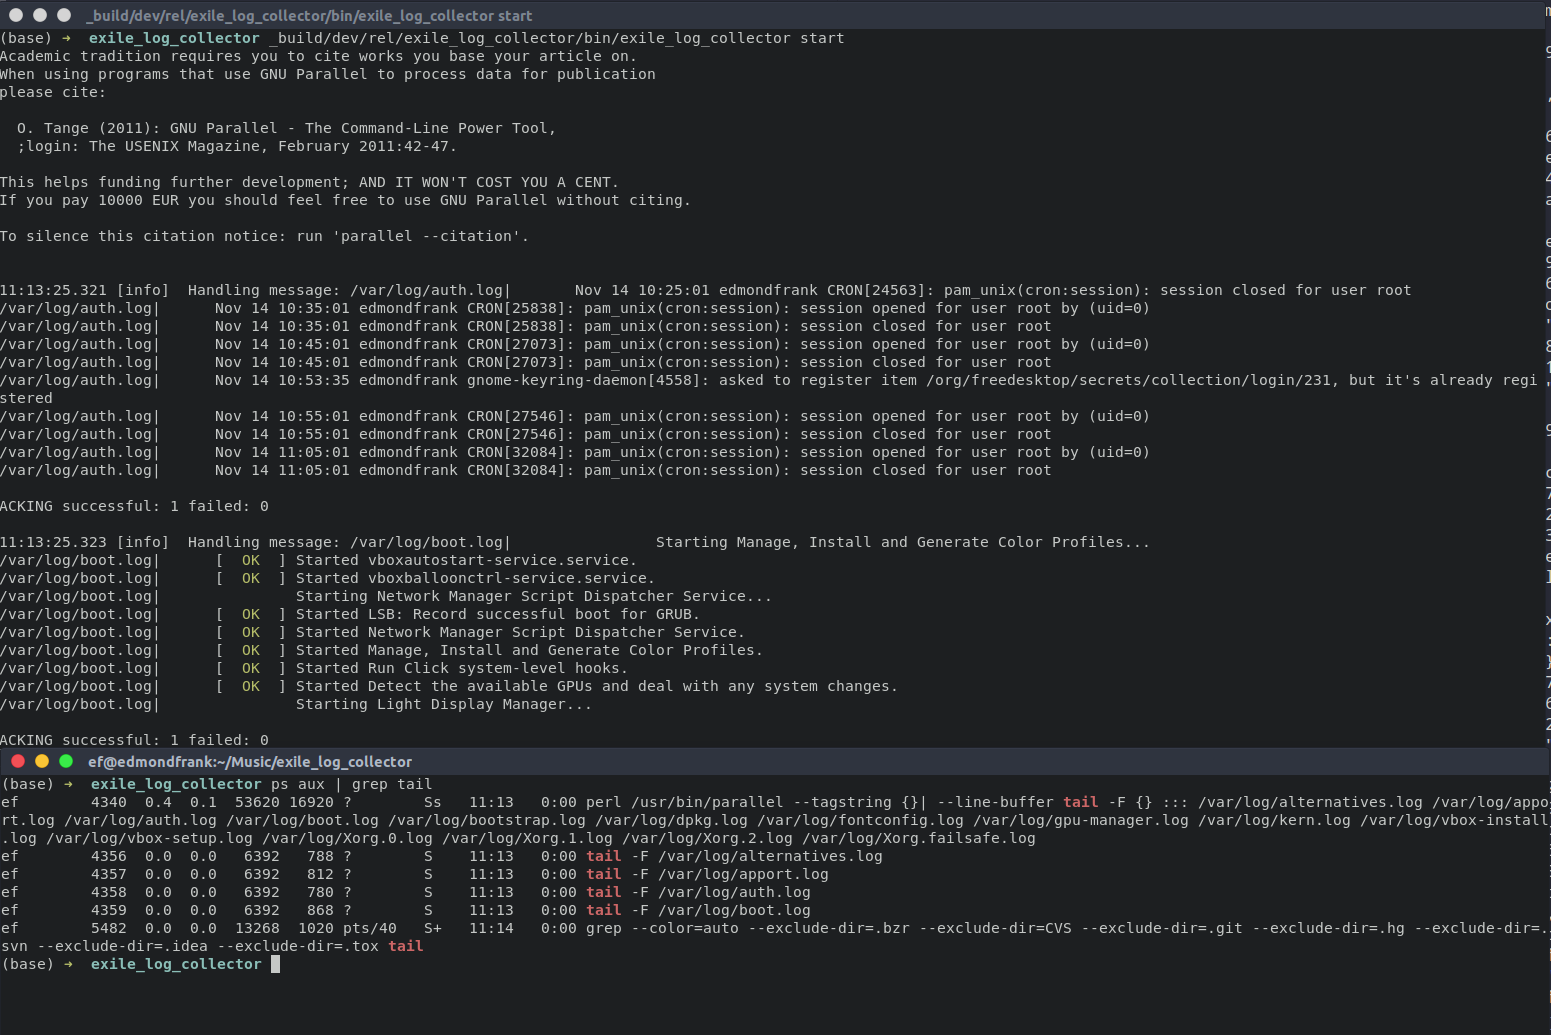 _build/dev/rel/exile_log_collector/bin/exile_log_collector start
(base) → exile_log_collector _build/dev/rel/exile_log_collector/bin/exile_log_collector start
Academic tradition requires you to cite works you base your article on.
When using programs that use GNU Parallel to process data for publication
please cite:
O. Tange (2011): GNU Parallel - The Command-Line Power Tool,
;login: The USENIX Magazine, February 2011:42-47.
This helps funding further development; AND IT WON'T COST YOU A CENT.
If you pay 10000 EUR you should feel free to use GNU Parallel without citing.
To silence this citation notice: run 'parallel --citation'.
11:13:25.321 [info]  Handling message: /var/log/auth.log|       Nov 14 10:25:01 edmondfrank CRON[24563]: pam_unix(cron:session): session closed for user root
/var/log/auth.log|      Nov 14 10:35:01 edmondfrank CRON[25838]: pam_unix(cron:session): session opened for user root by (uid=0)
/var/log/auth.log|      Nov 14 10:35:01 edmondfrank CRON[25838]: pam_unix(cron:session): session closed for user root
/var/log/auth.log|      Nov 14 10:45:01 edmondfrank CRON[27073]: pam_unix(cron:session): session opened for user root by (uid=0)
/var/log/auth.log|      Nov 14 10:45:01 edmondfrank CRON[27073]: pam_unix(cron:session): session closed for user root
/var/log/auth.log|      Nov 14 10:53:35 edmondfrank gnome-keyring-daemon[4558]: asked to register item /org/freedesktop/secrets/collection/login/231, but it's already regi
stered
/var/log/auth.log|      Nov 14 10:55:01 edmondfrank CRON[27546]: pam_unix(cron:session): session opened for user root by (uid=0)
/var/log/auth.log|      Nov 14 10:55:01 edmondfrank CRON[27546]: pam_unix(cron:session): session closed for user root
/var/log/auth.log|      Nov 14 11:05:01 edmondfrank CRON[32084]: pam_unix(cron:session): session opened for user root by (uid=0)
/var/log/auth.log|      Nov 14 11:05:01 edmondfrank CRON[32084]: pam_unix(cron:session): session closed for user root
ACKING successful: 1 failed: 0
11:13:25.323 [info]  Handling message: /var/log/boot.log|                Starting Manage, Install and Generate Color Profiles...
/var/log/boot.log|      [  OK  ] Started vboxautostart-service.service.
/var/log/boot.log|      [  OK  ] Started vboxballoonctrl-service.service.
/var/log/boot.log|               Starting Network Manager Script Dispatcher Service...
/var/log/boot.log|      [  OK  ] Started LSB: Record successful boot for GRUB.
/var/log/boot.log|      [  OK  ] Started Network Manager Script Dispatcher Service.
/var/log/boot.log|      [  OK  ] Started Manage, Install and Generate Color Profiles.
/var/log/boot.log|      [  OK  ] Started Run Click system-level hooks.
/var/log/boot.log|      [  OK  ] Started Detect the available GPUs and deal with any system changes.
/var/log/boot.log|               Starting Light Display Manager...
ACKING successful: 1 failed: 0
ef@edmondfrank:~/Music/exile_log_collector
(base) → exile_log_collector ps aux | grep tail
ef        4340  0.4  0.1  53620 16920 ?        Ss   11:13   0:00 perl /usr/bin/parallel --tagstring {}| --line-buffer tail -F {} ::: /var/log/alternatives.log /var/log/appo
rt.log /var/log/auth.log /var/log/boot.log /var/log/bootstrap.log /var/log/dpkg.log /var/log/fontconfig.log /var/log/gpu-manager.log /var/log/kern.log /var/log/vbox-install
.log /var/log/vbox-setup.log /var/log/Xorg.0.log /var/log/Xorg.1.log /var/log/Xorg.2.log /var/log/Xorg.failsafe.log
ef        4356  0.0  0.0   6392   788 ?        S    11:13   0:00 tail -F /var/log/alternatives.log
ef        4357  0.0  0.0   6392   812 ?        S    11:13   0:00 tail -F /var/log/apport.log
ef        4358  0.0  0.0   6392   780 ?        S    11:13   0:00 tail -F /var/log/auth.log
ef        4359  0.0  0.0   6392   868 ?        S    11:13   0:00 tail -F /var/log/boot.log
ef        5482  0.0  0.0  13268  1020 pts/40   S+   11:14   0:00 grep --color=auto --exclude-dir=.bzr --exclude-dir=CVS --exclude-dir=.git --exclude-dir=.hg --exclude-dir=.
svn --exclude-dir=.idea --exclude-dir=.tox tail
(base) → exile_log_collector